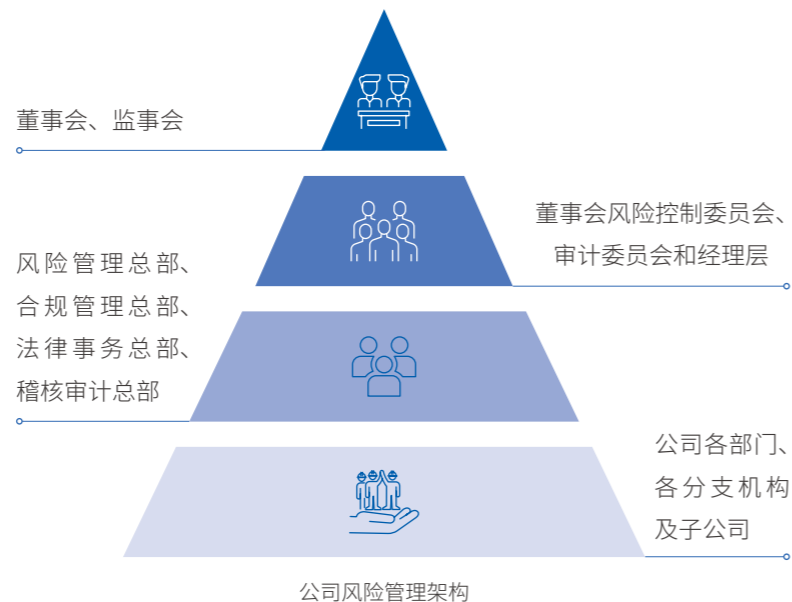 董事会、监事会
董事会风险控制委员会、
审计委员会和经理层
风险管理总部、
合规管理总部、
法律事务总部、
稽核审计总部
公司各部门、
各分支机构
及子公司
公司风险管理架构